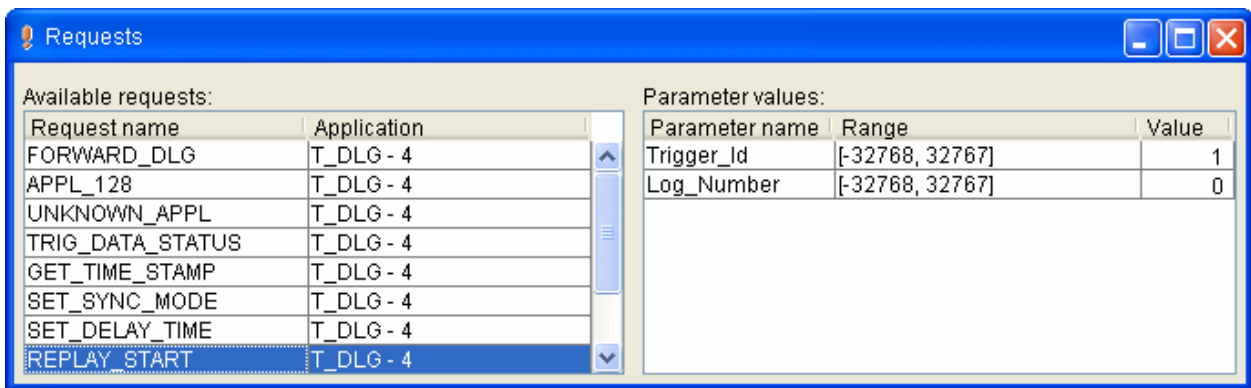 Requests
Available requests:
Request name Application
FORWARD_DLG T_DLG - 4
APPL_128 T_DLG - 4
UNKNOWN_APPL T_DLG - 4
TRIG_DATA_STATUS T_DLG - 4
GET_TIME_STAMP T_DLG - 4
SET_SYNC_MODE T_DLG - 4
SET_DELAY_TIME T_DLG - 4
REPLAY_START T_DLG - 4
Parameter values:
Parameter name Range Value
Trigger_Id [-32768, 32767] 1
Log_Number [-32768, 32767] 0